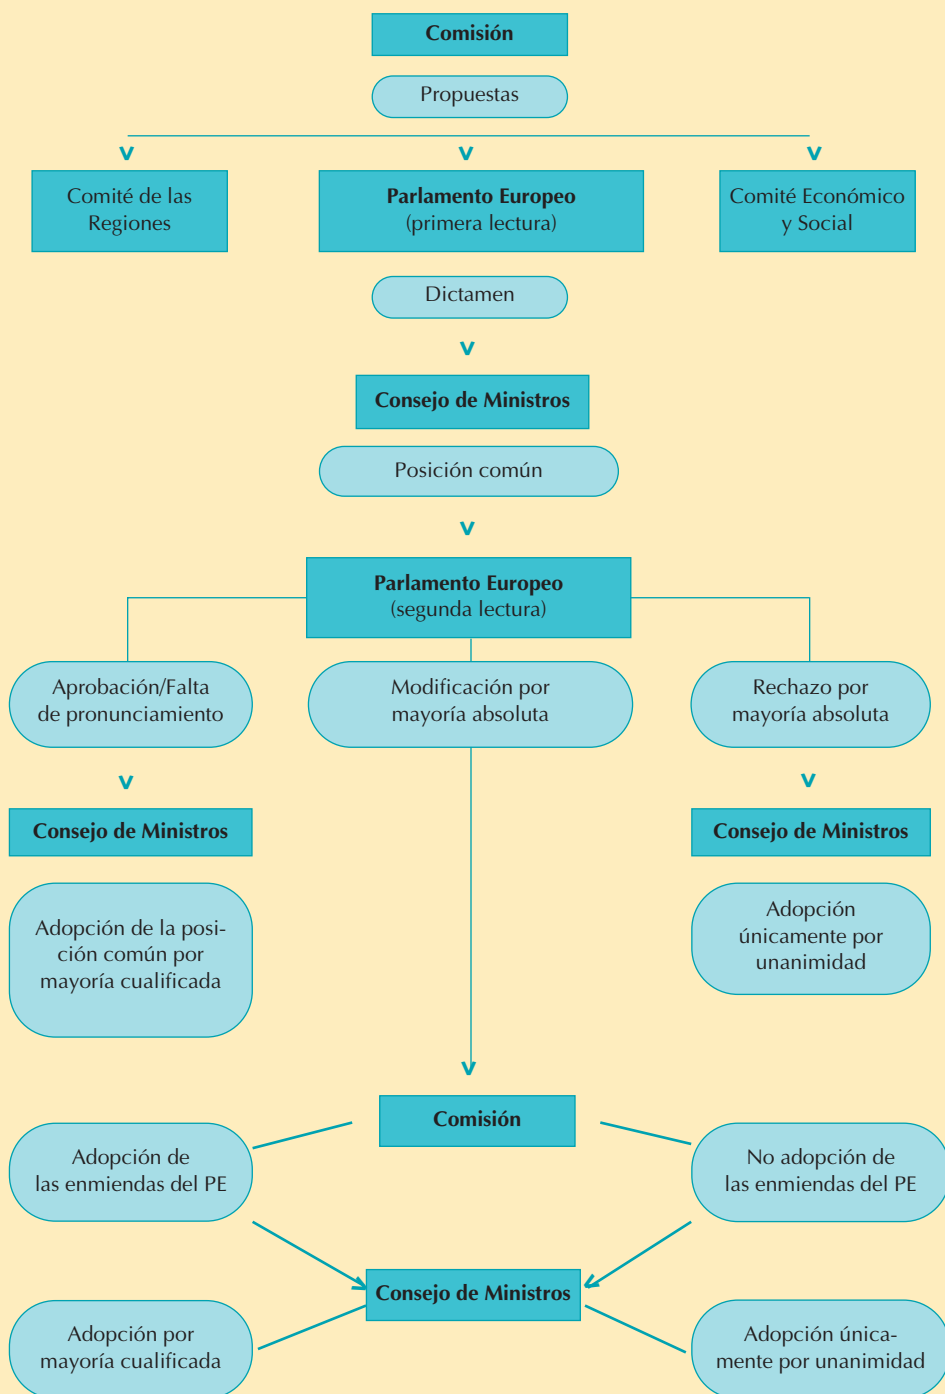 Comisión
Propuestas
Comité de las
Regiones
Parlamento Europeo
(primera lectura)
Comité Económico
y Social
Dictamen
Consejo de Ministros
Posición común
Parlamento Europeo
(segunda lectura)
Aprobación/Falta
de pronunciamiento
Modificación por
mayoría absoluta
Rechazo por
mayoría absoluta
Consejo de Ministros
Consejo de Ministros
Adopción de la posi-
ción común por
mayoría cualificada
Adopción
únicamente por
unanimidad
Comisión
Adopción de
las enmiendas del PE
No adopción de
las enmiendas del PE
Consejo de Ministros
Adopción por
mayoría cualificada
Adopción única-
mente por unanimidad